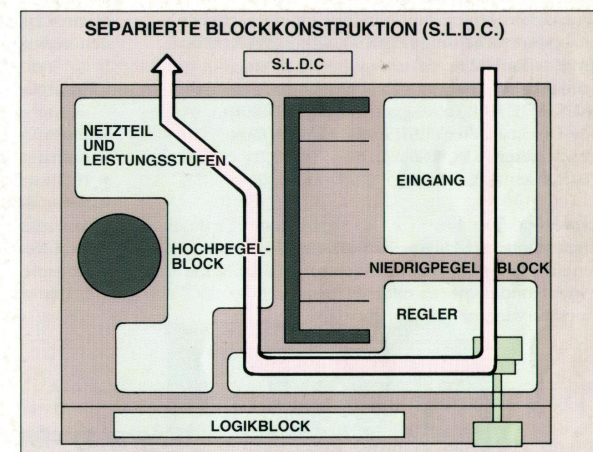 SEPARIERTE BLOCKKONSTRUKTION (S.L.D.C.)
S.L.D.C
NETZTEIL
UND
LEISTUNGSSTUFEN
EINGANG
HOCHPEGEL-
BLOCK
NIEDRIGPEGEL BLOCK
REGLER
LOGIKBLOCK